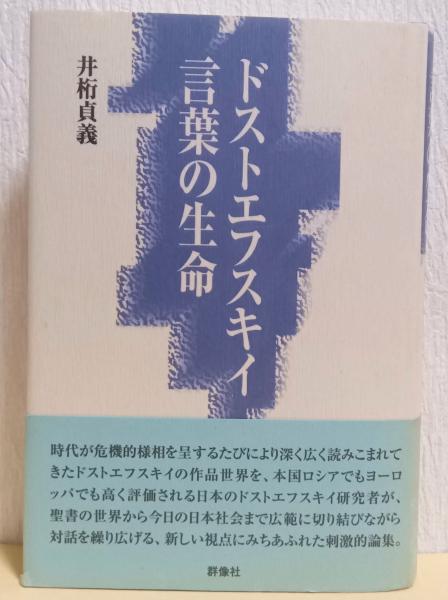 ドストエフスキイ
言葉の生命
井桁貞義
時代が危機的様相を呈するたびにより深く広く読みこまれて
きたドストエフスキイの作品世界を、本国ロシアでもヨーロ
ッパでも高く評価される日本のドストエフスキイ研究者が、
聖書の世界から今日の日本社会まで広範に切り結びながら
対話を繰り広げる、新しい視点にみちあふれた刺激的論集。
群像社